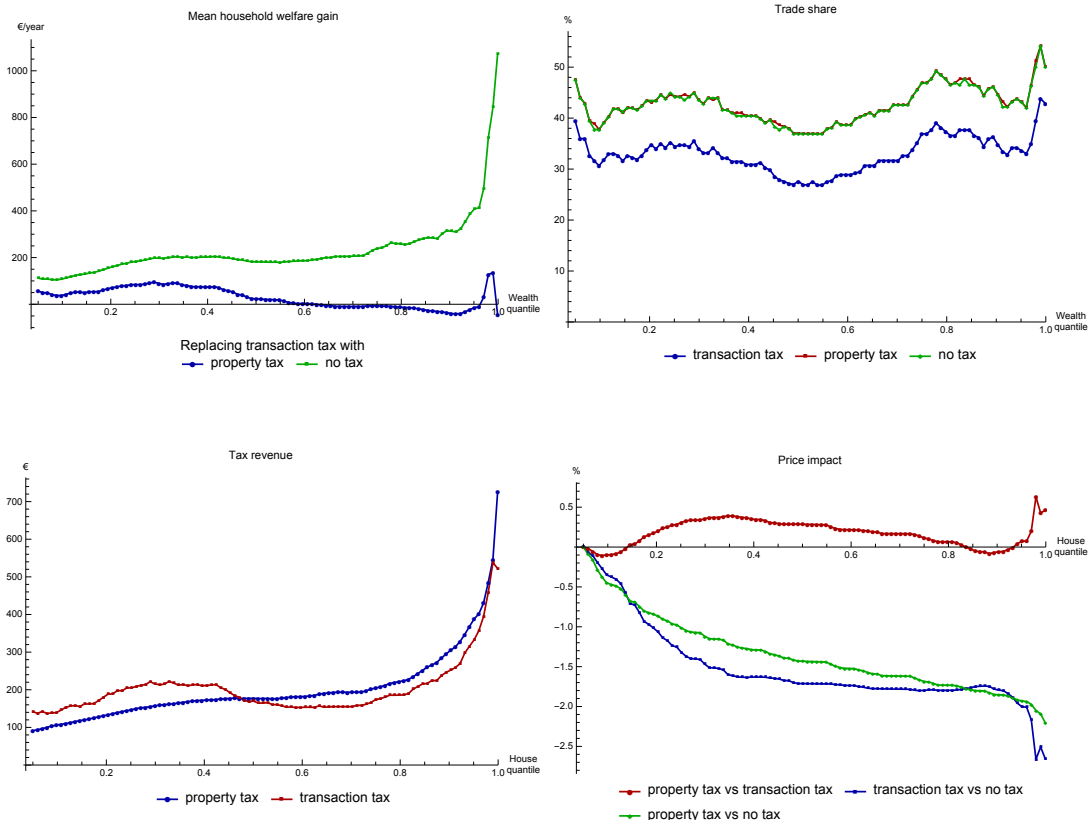 Mean household welfare gain
€/year
1000
800
600
400
200
0.2 0.4 0.6 0.8 1.0
Wealth
quantile
Replacing transaction tax with
property tax no tax
Trade share
%
50
40
30
20
10
0.2 0.4 0.6 0.8 1.0
Wealth
quantile
transaction tax property tax no tax
Tax revenue
€
700
600
500
400
300
200
100
0.2 0.4 0.6 0.8 1.0
House
quantile
property tax transaction tax
Price impact
%
0.5
0.2 0.4 0.6 0.8 1.0
House
quantile
−0.5
−1.0
−1.5
−2.0
−2.5
property tax vs transaction tax transaction tax vs no tax
property tax vs no tax